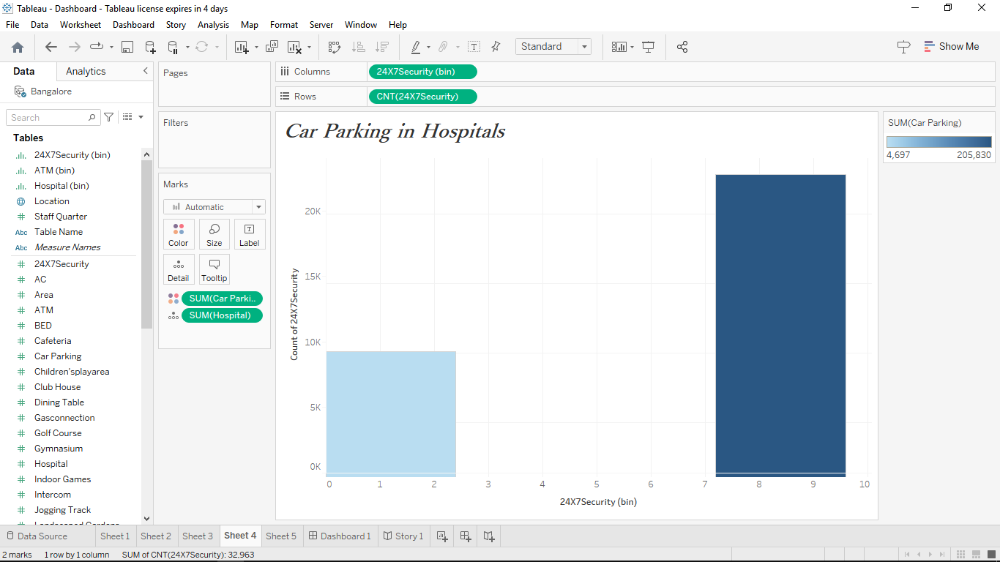 Tableau - Dashboard - Tableau license expires in 4 days
File Data Worksheet Dashboard Story Analysis Map Format Server Window Help
Standard
Show Me
Data Analytics
Bangalore
Search
Tables
24X7Security (bin)
ATM (bin)
Hospital (bin)
Location
Staff Quarter
Abc Table Name
Abc Measure Names
24X7Security
AC
Area
ATM
BED
Cafeteria
Car Parking
Children'splayarea
Club House
Dining Table
Gasconnection
Golf Course
Gymnasium
Hospital
Indoor Games
Intercom
Jogging Track
Landscaped Gardens
Pages
Filters
Marks
Automatic
Color Size Label
Detail Tooltip
SUM(Car Parki..
SUM(Hospital)
Columns 24X7Security (bin)
Rows CNT(24X7Security)
Car Parking in Hospitals
Count of 24X7Security
20K
15K
10K
5K
0K
0 1 2 3 4 5 6 7 8 9 10
24X7Security (bin)
SUM(Car Parking)
4,697 205,830
Data Source Sheet 1 Sheet 2 Sheet 3 Sheet 4 Sheet 5 Dashboard 1 Story 1
2 marks 1 row by 1 column SUM of CNT(24X7Security): 32,963